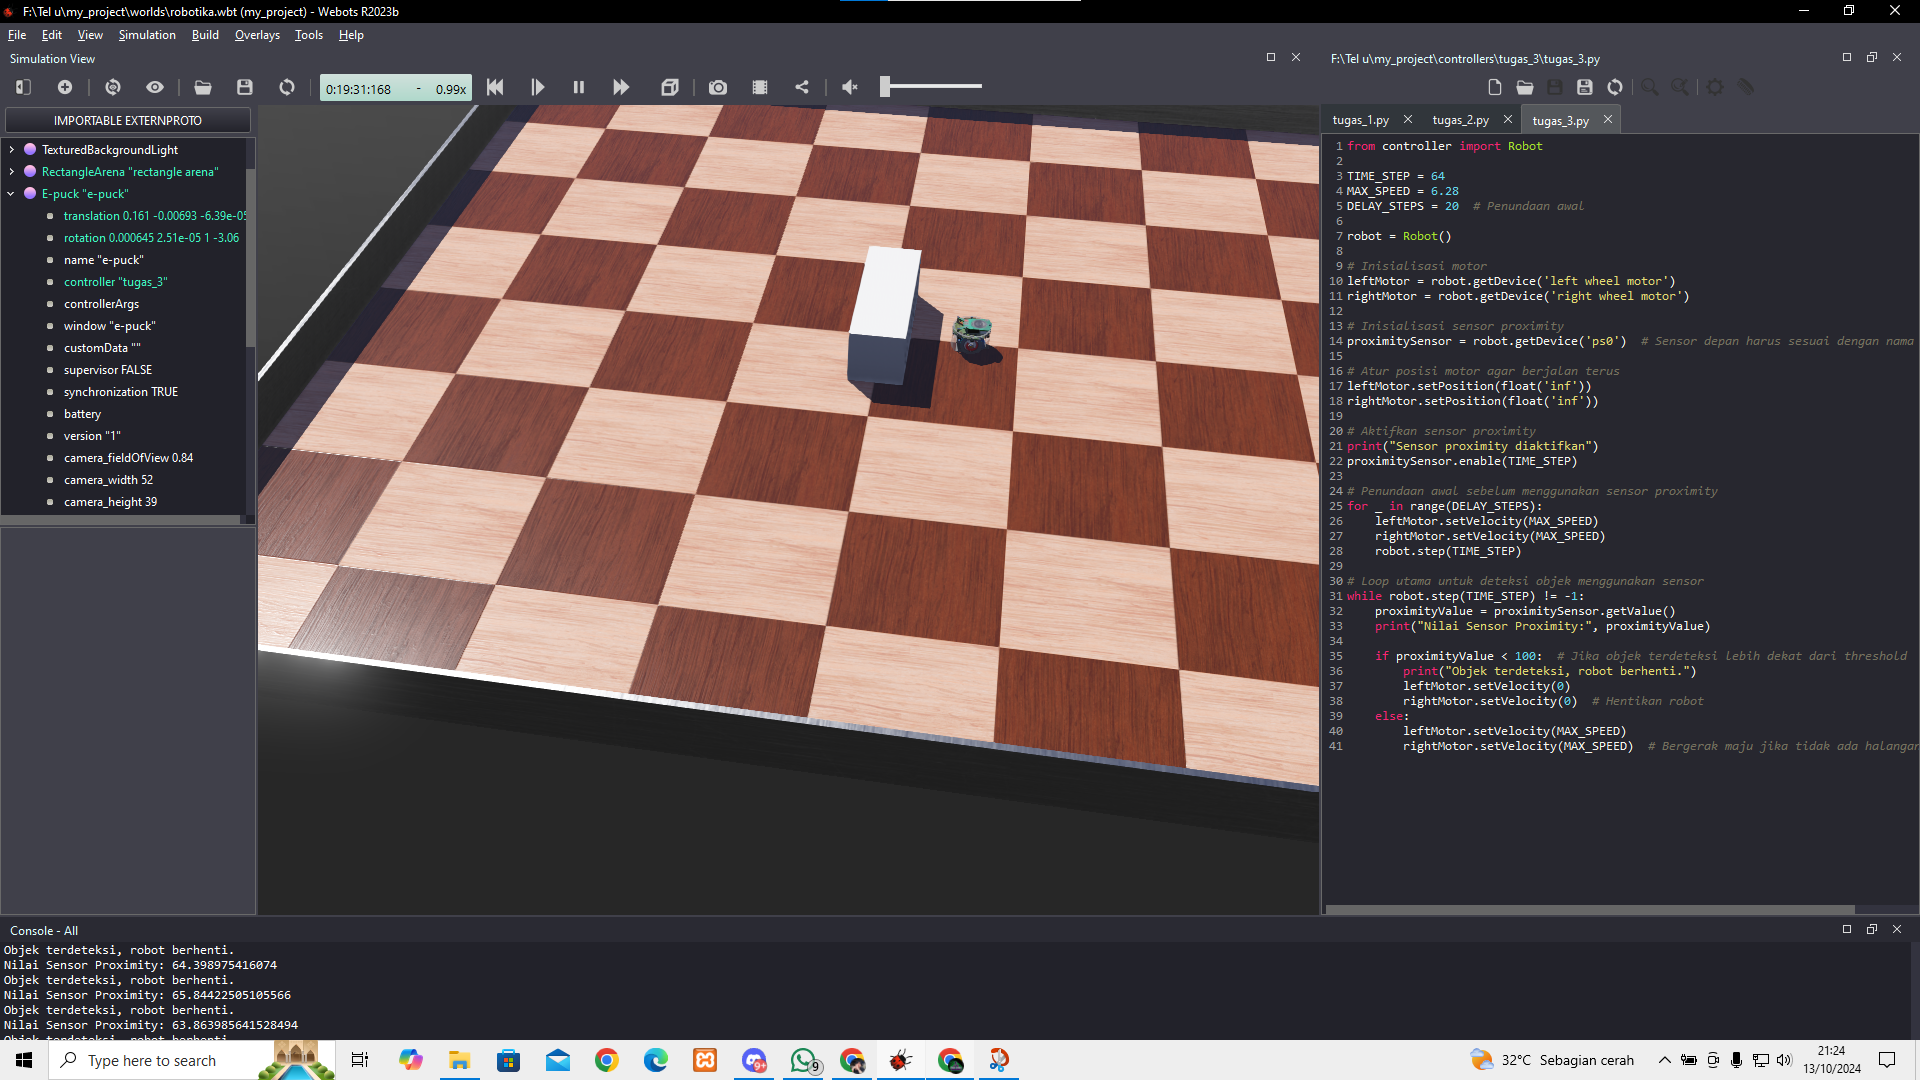 F:\Tel u\my_project\worlds\robotika.wbt (my_project) - Webots R2023b
File Edit View Simulation Build Overlays Tools Help
Simulation View
0:19:31:168 - 0.99x
IMPORTABLE EXTERNPROTO
TexturedBackgroundLight
RectangleArena "rectangle arena"
E-puck "e-puck"
translation 0.161 -0.00693 -6.39e-05
rotation 0.000645 2.51e-05 1 -3.06
name "e-puck"
controller "tugas_3"
controllerArgs
window "e-puck"
customData ""
supervisor FALSE
synchronization TRUE
battery
version "1"
camera_fieldOfView 0.84
camera_width 52
camera_height 39
F:\Tel u\my_project\controllers\tugas_3\tugas_3.py
tugas_1.py tugas_2.py tugas_3.py
1 from controller import Robot
2
3 TIME_STEP = 64
4 MAX_SPEED = 6.28
5 DELAY_STEPS = 20  # Penundaan awal
6
7 robot = Robot()
8
9 # Inisialisasi motor
10 leftMotor = robot.getDevice('left wheel motor')
11 rightMotor = robot.getDevice('right wheel motor')
12
13 # Inisialisasi sensor proximity
14 proximitySensor = robot.getDevice('ps0')  # Sensor depan harus sesuai dengan nama
15
16 # Atur posisi motor agar berjalan terus
17 leftMotor.setPosition(float('inf'))
18 rightMotor.setPosition(float('inf'))
19
20 # Aktifkan sensor proximity
21 print("Sensor proximity diaktifkan")
22 proximitySensor.enable(TIME_STEP)
23
24 # Penundaan awal sebelum menggunakan sensor proximity
25 for _ in range(DELAY_STEPS):
26     leftMotor.setVelocity(MAX_SPEED)
27     rightMotor.setVelocity(MAX_SPEED)
28     robot.step(TIME_STEP)
29
30 # Loop utama untuk deteksi objek menggunakan sensor
31 while robot.step(TIME_STEP) != -1:
32     proximityValue = proximitySensor.getValue()
33     print("Nilai Sensor Proximity:", proximityValue)
34
35     if proximityValue < 100:  # Jika objek terdeteksi lebih dekat dari threshold
36         print("Objek terdeteksi, robot berhenti.")
37         leftMotor.setVelocity(0)
38         rightMotor.setVelocity(0)  # Hentikan robot
39     else:
40         leftMotor.setVelocity(MAX_SPEED)
41         rightMotor.setVelocity(MAX_SPEED)  # Bergerak maju jika tidak ada halangan
Console - All
Objek terdeteksi, robot berhenti.
Nilai Sensor Proximity: 64.398975416074
Objek terdeteksi, robot berhenti.
Nilai Sensor Proximity: 65.84422505105566
Objek terdeteksi, robot berhenti.
Nilai Sensor Proximity: 63.863985641528494
Objek terdeteksi, robot berhenti.
Type here to search
9+
9
32°C Sebagian cerah
21:24
13/10/2024